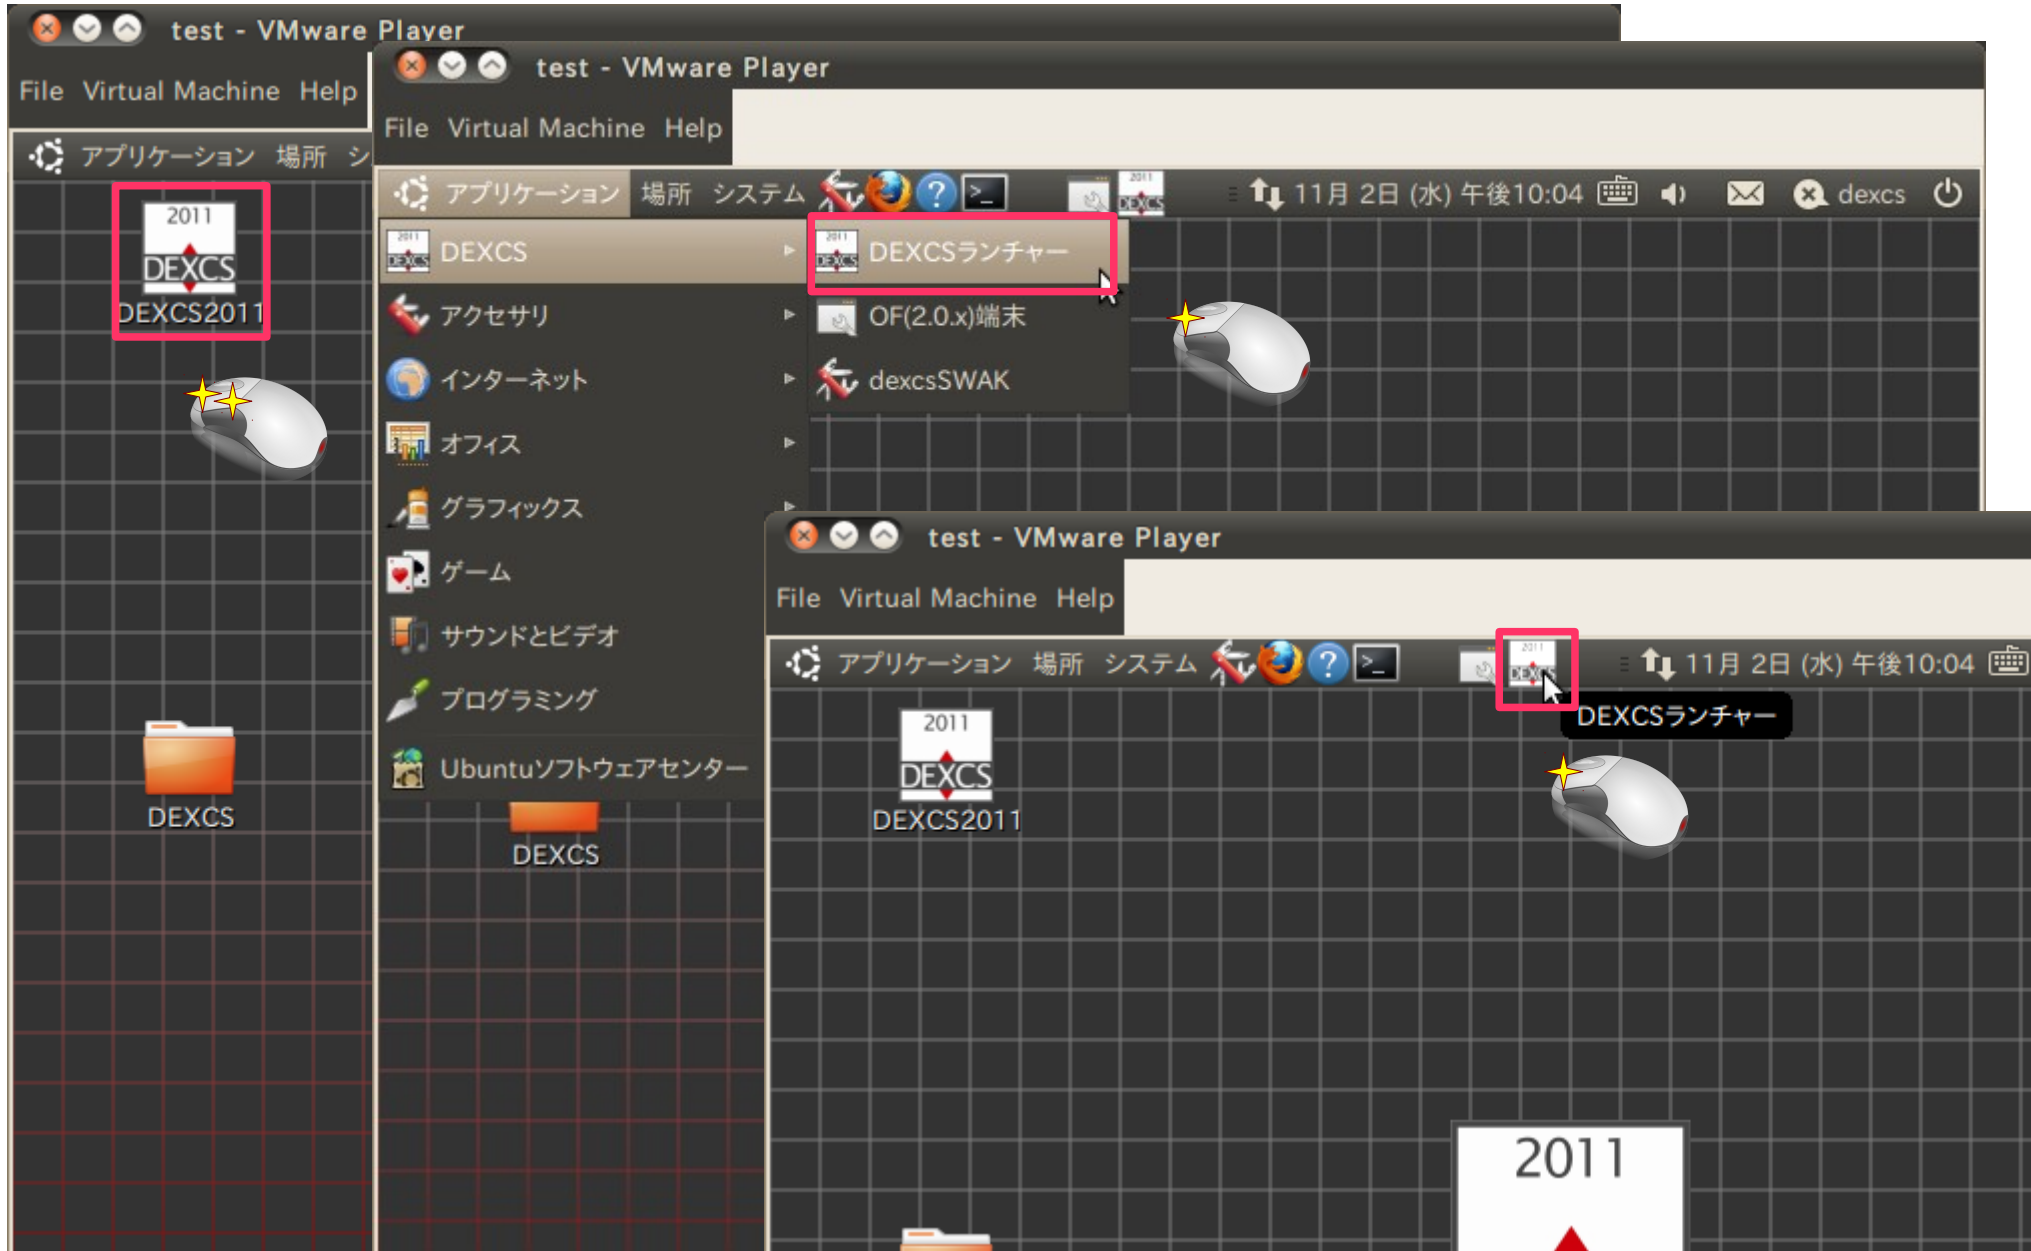 test - VMware Player
File Virtual Machine Help
アプリケーション 場所 シ
2011
DEXCS
DEXCS2011
DEXCS
test - VMware Player
File Virtual Machine Help
アプリケーション 場所 システム
2011
DEXCS
11月 2日 (水) 午後10:04
dexcs
2011
DEXCS
DEXCS
2011
DEXCS
DEXCSランチャー
アクセサリ
OF(2.0.x)端末
インターネット
dexcsSWAK
オフィス
グラフィックス
ゲーム
サウンドとビデオ
プログラミング
Ubuntuソフトウェアセンター
DEXCS
test - VMware Player
File Virtual Machine Help
アプリケーション 場所 システム
2011
DEXCS
11月 2日 (水) 午後10:04
DEXCSランチャー
2011
DEXCS
DEXCS2011
2011